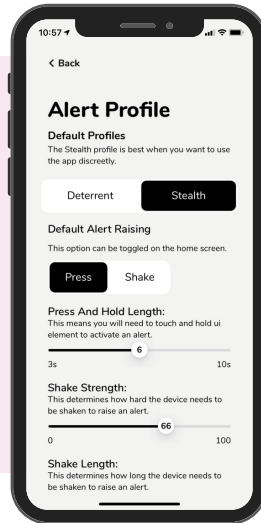 10:57
Back
Alert Profile
Default Profiles
The Stealth profile is best when you want to use
the app discreetly.
Deterrent Stealth
Default Alert Raising
This option can be toggled on the home screen.
Press Shake
Press And Hold Length:
This means you will need to touch and hold ui
element to activate an alert.
6
3s 10s
Shake Strength:
This determines how hard the device needs to
be shaken to raise an alert.
66
0 100
Shake Length:
This determines how long the device needs to
be shaken to raise an alert.